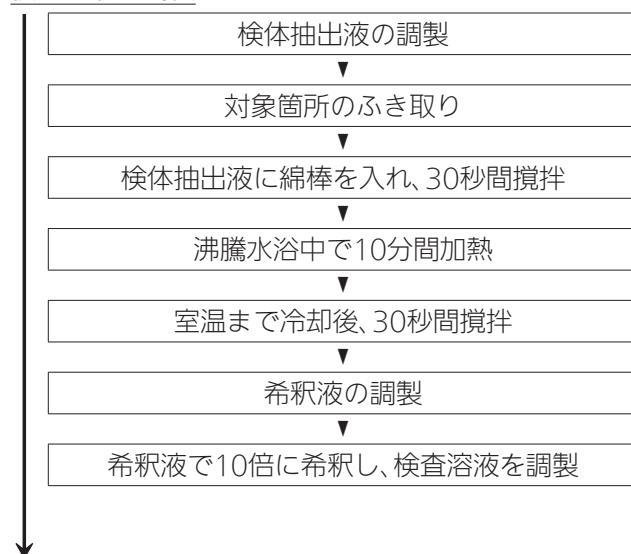 検体抽出液の調製
▼
対象箇所のふき取り
▼
検体抽出液に綿棒を入れ、30秒間撹拌
▼
沸騰水浴中で10分間加熱
▼
室温まで冷却後、30秒間撹拌
▼
希釈液の調製
▼
希釈液で10倍に希釈し、検査溶液を調製